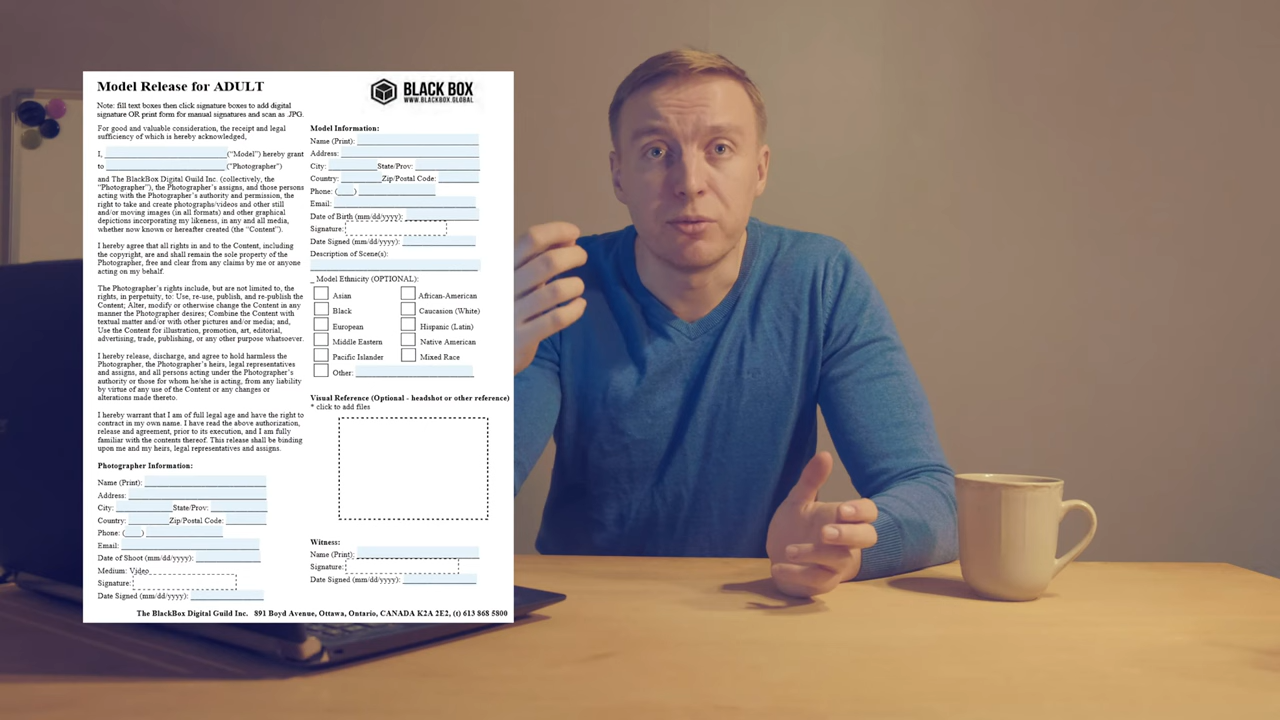 Model Release for ADULT
BLACK BOX
WWW.BLACKBOX.GLOBAL
Note: fill text boxes then click signature boxes to add digital
signature OR print form for manual signatures and scan as .JPG.
For good and valuable consideration, the receipt and legal
sufficiency of which is hereby acknowledged,
I, (“Model”) hereby grant
to (“Photographer”)
and The BlackBox Digital Guild Inc. (collectively, the
“Photographer”), the Photographer’s assigns, and those persons
acting with the Photographer’s authority and permission, the
right to take and create photographs/videos and other still
and/or moving images (in all formats) and other graphical
depictions incorporating my likeness, in any and all media,
whether now known or hereafter created (the “Content”).
I hereby agree that all rights in and to the Content, including
the copyright, are and shall remain the sole property of the
Photographer, free and clear from any claims by me or anyone
acting on my behalf.
The Photographer’s rights include, but are not limited to, the
rights, in perpetuity, to: Use, re-use, publish, and re-publish the
Content; Alter, modify or otherwise change the Content in any
manner the Photographer desires; Combine the Content with
textual matter and/or with other pictures and/or media; and,
Use the Content for illustration, promotion, art, editorial,
advertising, trade, publishing, or any other purpose whatsoever.
I hereby release, discharge, and agree to hold harmless the
Photographer, the Photographer’s heirs, legal representatives
and assigns, and all persons acting under the Photographer’s
authority or those for whom he/she is acting, from any liability
by virtue of any use of the Content or any changes or
alterations made thereto.
I hereby warrant that I am of full legal age and have the right to
contract in my own name. I have read the above authorization,
release and agreement, prior to its execution, and I am fully
familiar with the contents thereof. This release shall be binding
upon me and my heirs, legal representatives and assigns.
Photographer Information:
Name (Print):
Address:
City: State/Prov:
Country: Zip/Postal Code:
Phone: (____)
Email:
Date of Shoot (mm/dd/yyyy):
Medium: Video
Signature:
Date Signed (mm/dd/yyyy):
Model Information:
Name (Print):
Address:
City: State/Prov:
Country: Zip/Postal Code:
Phone: (____)
Email:
Date of Birth (mm/dd/yyyy):
Signature:
Date Signed (mm/dd/yyyy):
Description of Scene(s):
_ Model Ethnicity (OPTIONAL):
Asian African-American
Black Caucasion (White)
European Hispanic (Latin)
Middle Eastern Native American
Pacific Islander Mixed Race
Other:
Visual Reference (Optional - headshot or other reference)
* click to add files
Witness:
Name (Print):
Signature:
Date Signed (mm/dd/yyyy):
The BlackBox Digital Guild Inc. 891 Boyd Avenue, Ottawa, Ontario, CANADA K2A 2E2, (t) 613 868 5800